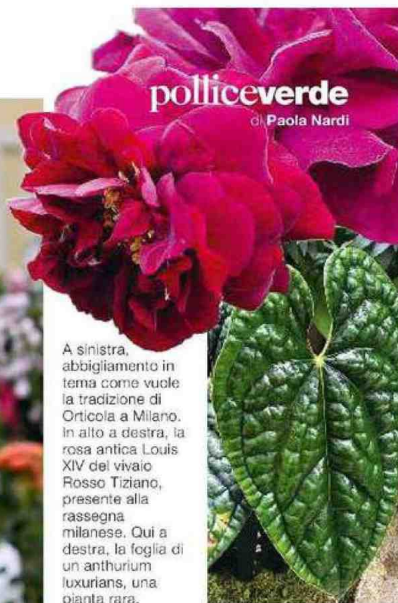 polliceverde
di Paola Nardi
A sinistra,
abbigliamento in
tema come vuole
la tradizione di
Orticola a Milano.
In alto a destra, la
rosa antica Louis
XIV del vivaio
Rosso Tiziano,
presente alla
rassegna
milanese. Qui a
destra, la foglia di
un anthurium
luxurians, una
pianta rara.